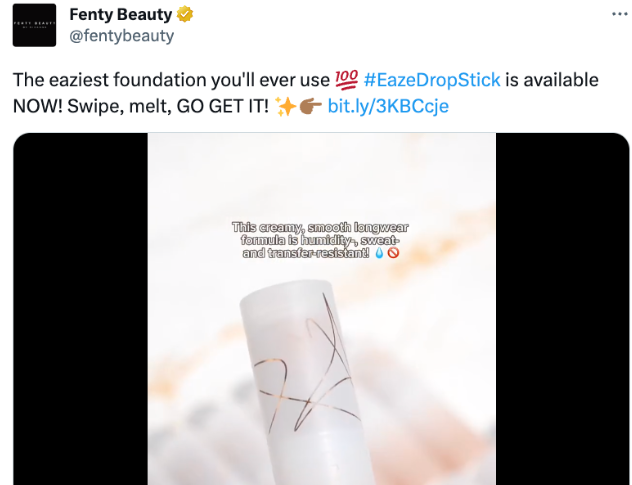 FENTY BEAUTY
Fenty Beauty
@fentybeauty
The eaziest foundation you'll ever use 💯 #EazeDropStick is available
NOW! Swipe, melt, GO GET IT! ✨👉🏽 bit.ly/3KBCcje
This creamy, smooth longwear
formula is humidity-, sweat-
and transfer-resistant! 💧🚫